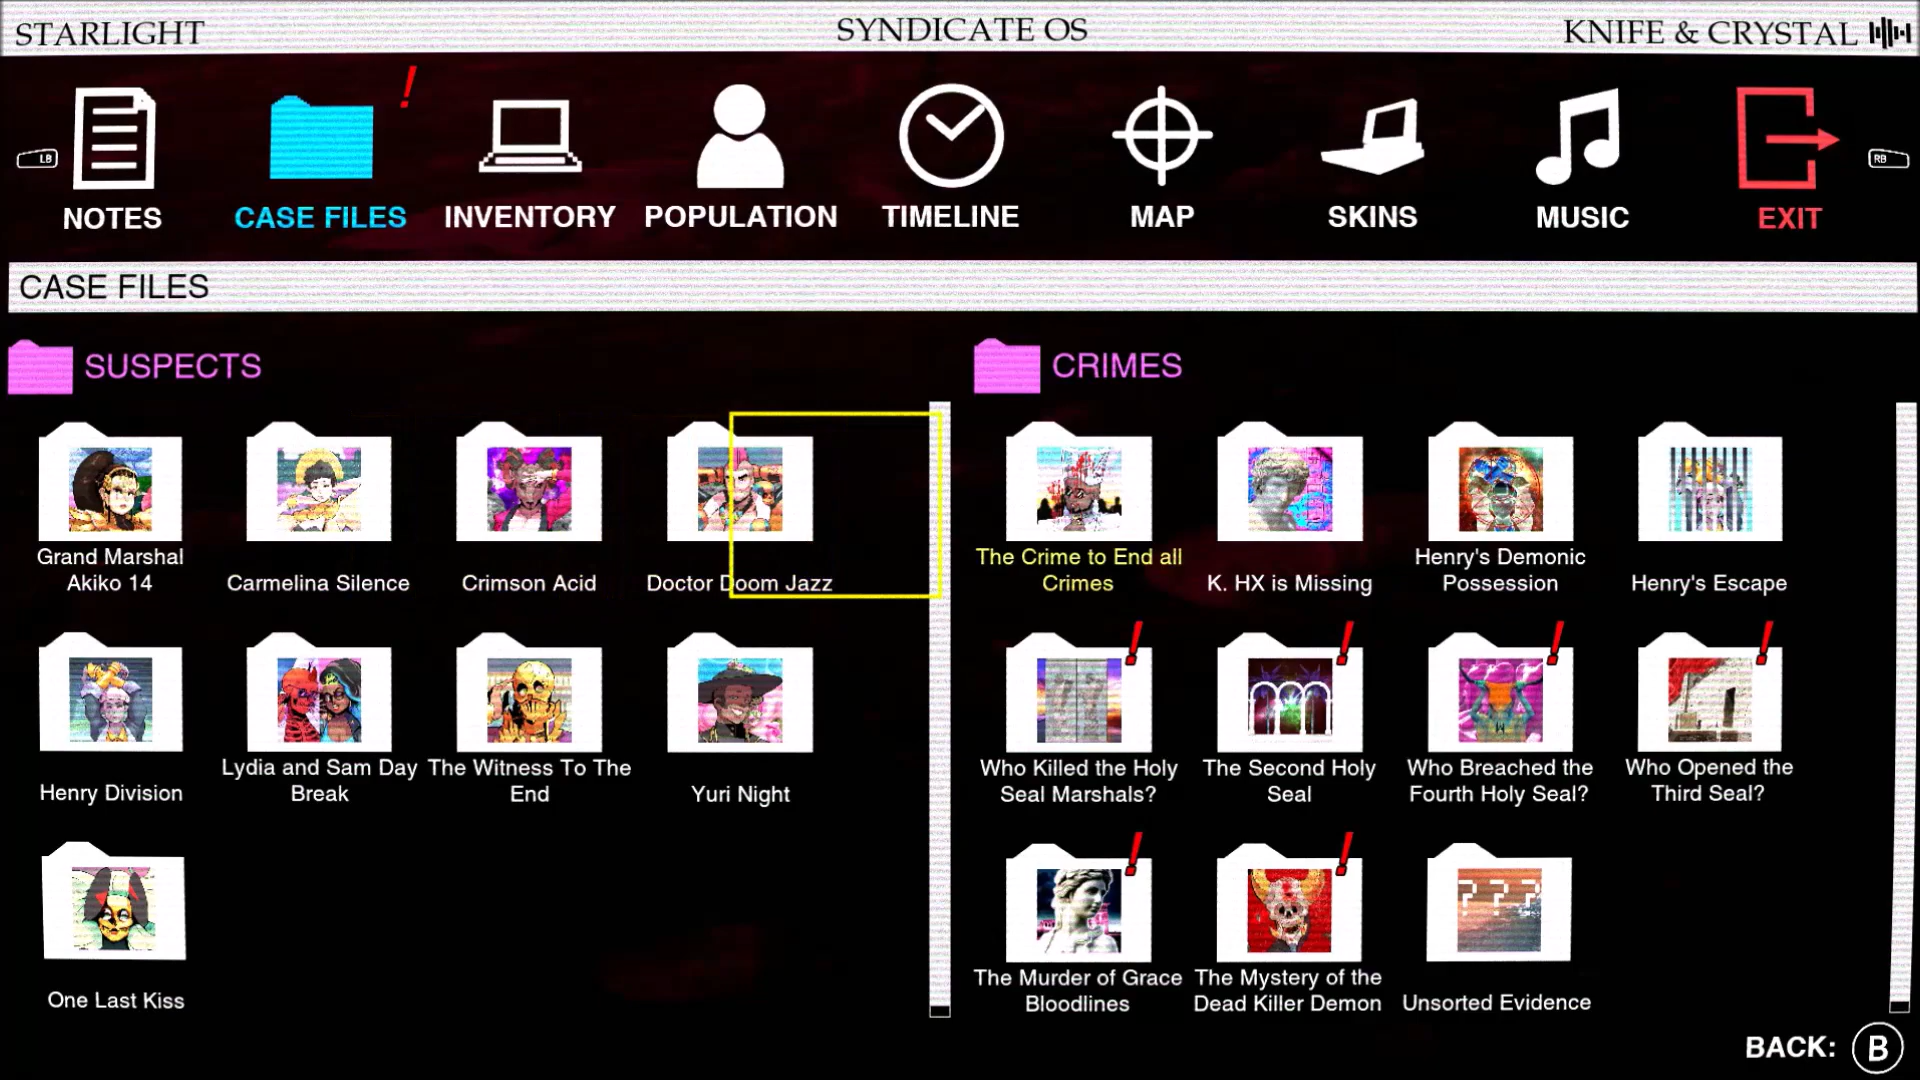 STARLIGHT
SYNDICATE OS
KNIFE & CRYSTAL
LB
NOTES
CASE FILES
INVENTORY
POPULATION
TIMELINE
MAP
SKINS
MUSIC
EXIT
RB
CASE FILES
SUSPECTS
Grand Marshal
Akiko 14
Carmelina Silence
Crimson Acid
Doctor Doom Jazz
Henry Division
Lydia and Sam Day
Break
The Witness To The
End
Yuri Night
One Last Kiss
CRIMES
The Crime to End all
Crimes
K. HX is Missing
Henry's Demonic
Possession
Henry's Escape
Who Killed the Holy
Seal Marshals?
The Second Holy
Seal
Who Breached the
Fourth Holy Seal?
Who Opened the
Third Seal?
The Murder of Grace
Bloodlines
The Mystery of the
Dead Killer Demon
? ? ?
Unsorted Evidence
BACK: B